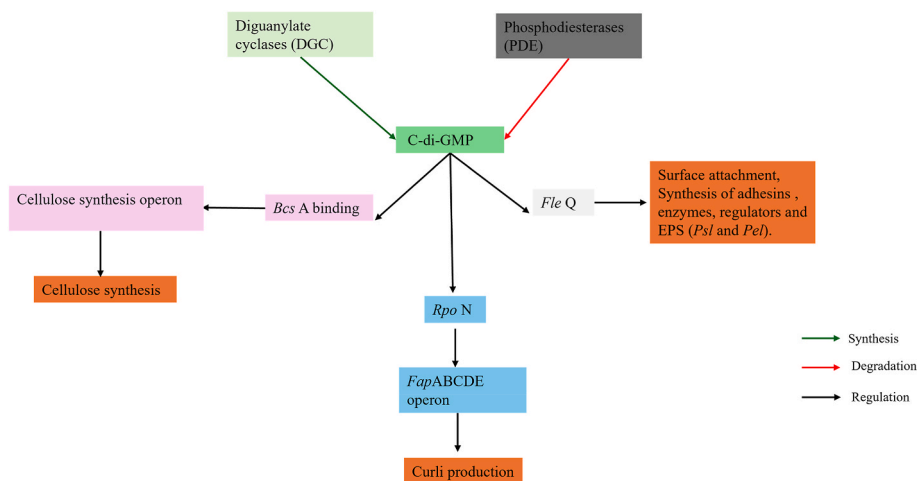 Diguanylate
cyclases (DGC)
Phosphodiesterases
(PDE)
C-di-GMP
Cellulose synthesis operon
Bcs A binding
Fle Q
Surface attachment,
Synthesis of adhesins ,
enzymes, regulators and
EPS (Psl and Pel).
Cellulose synthesis
Rpo N
FapABCDE
operon
Curli production
Synthesis
Degradation
Regulation